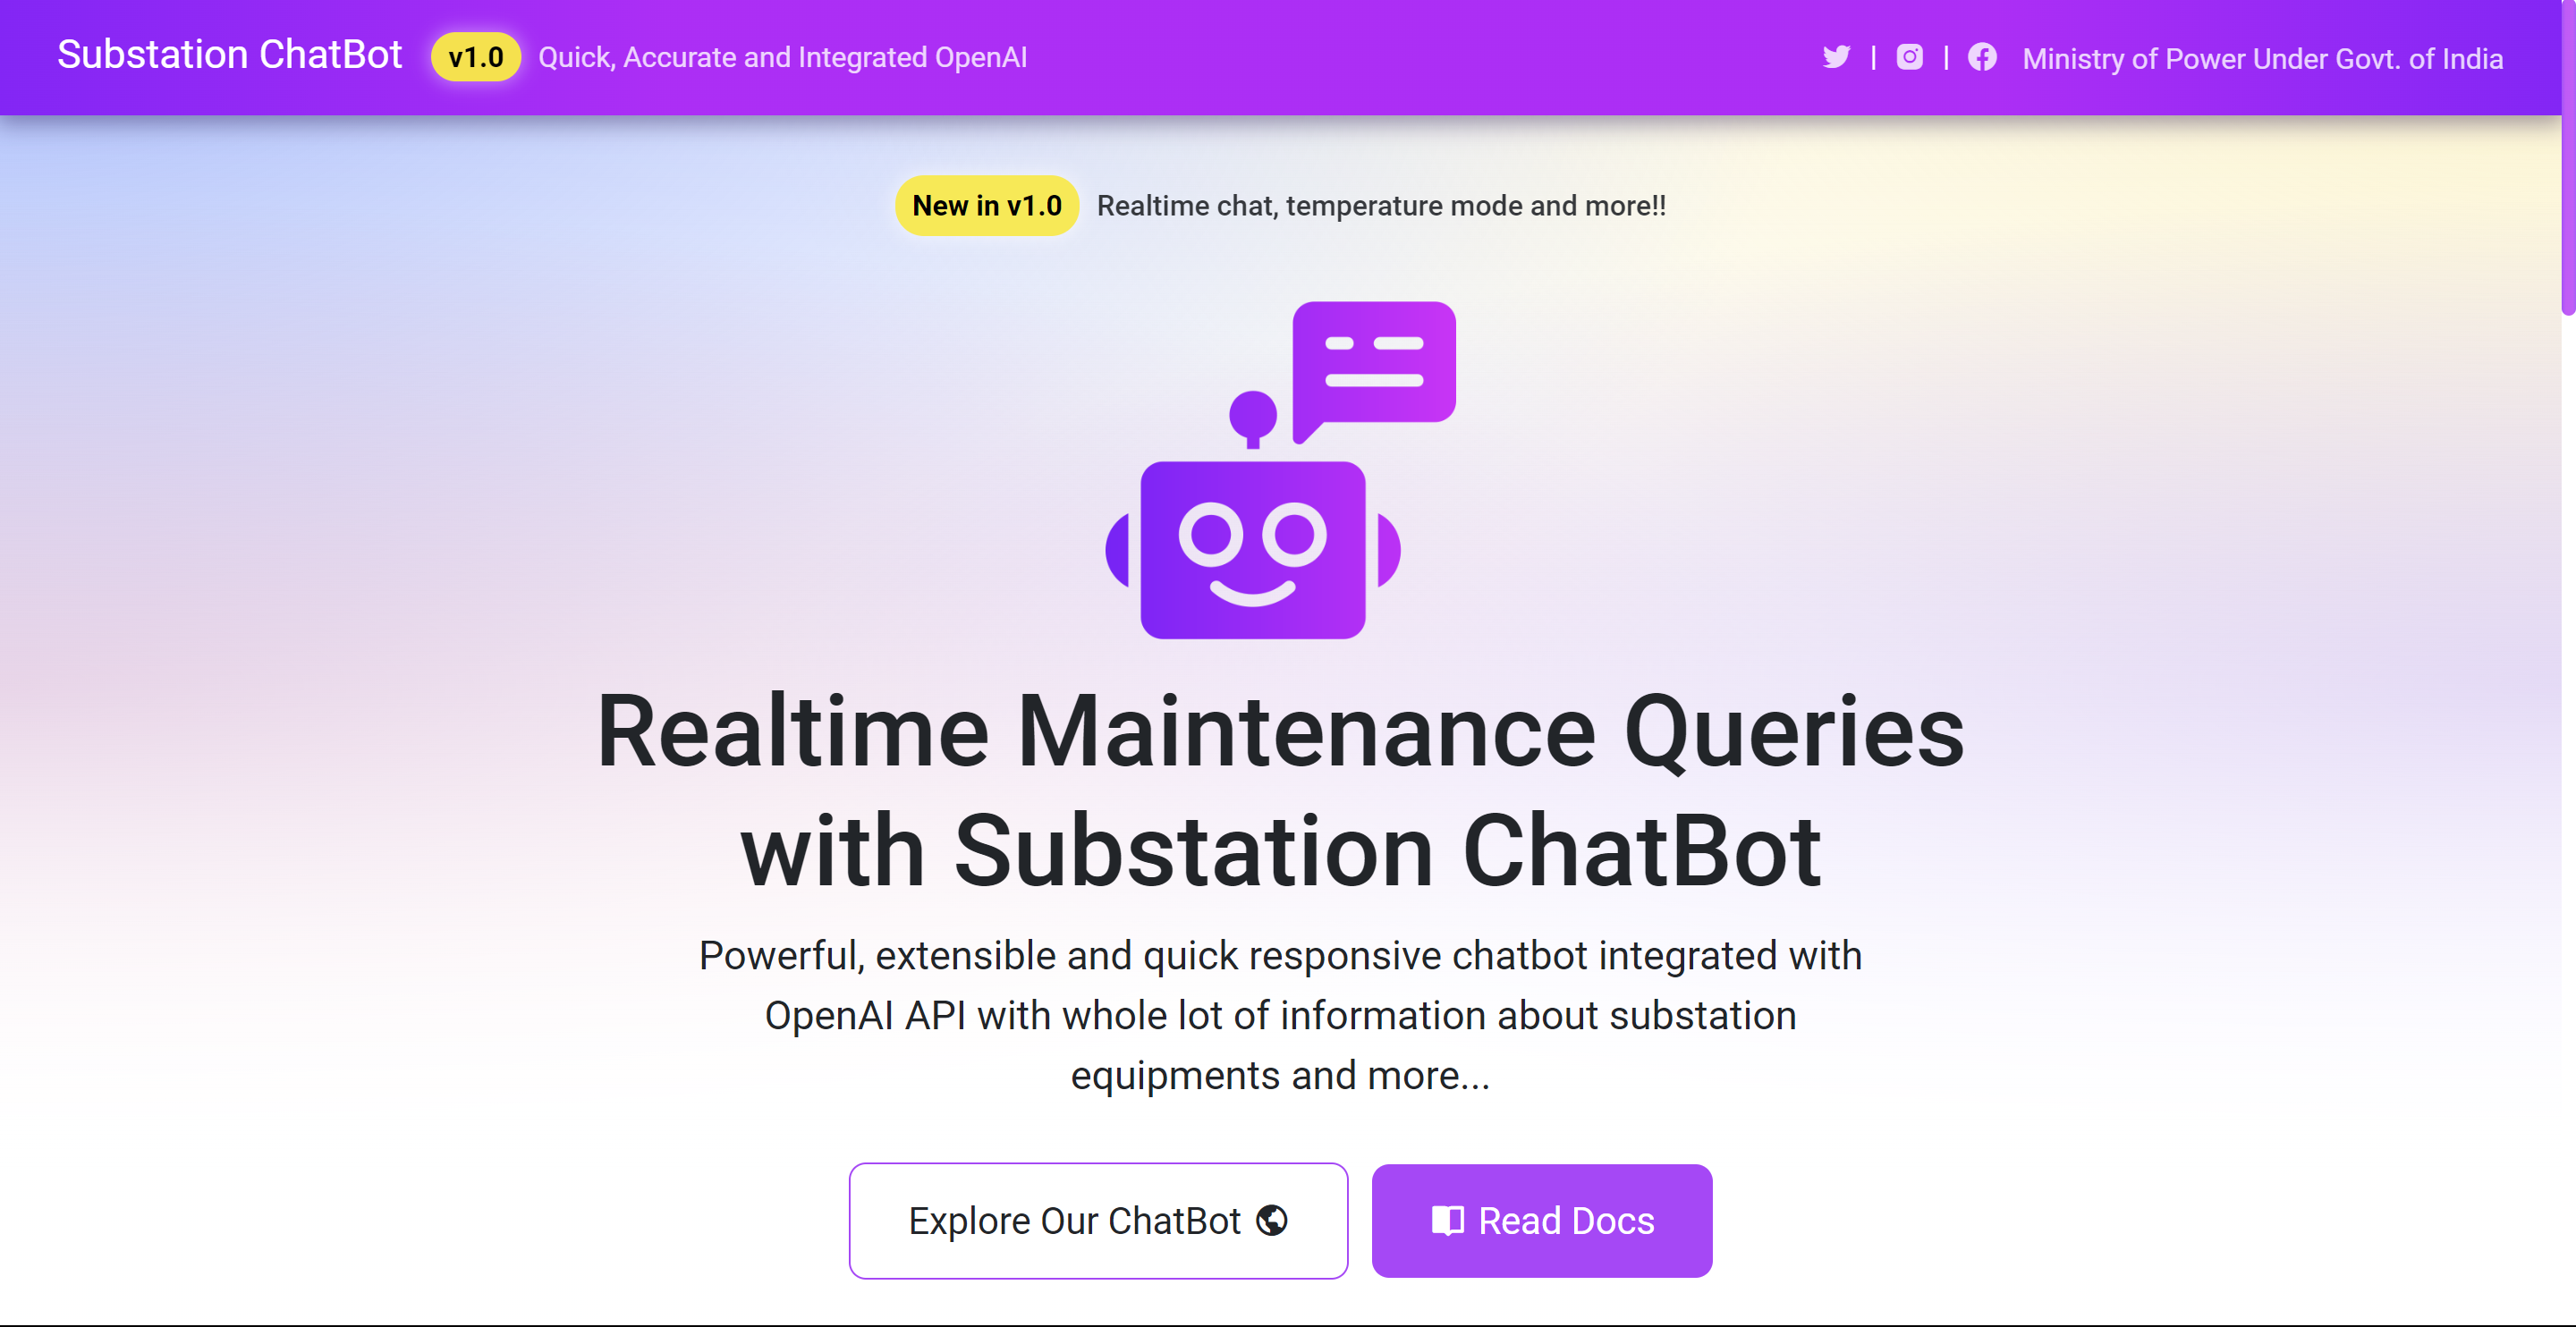 Substation ChatBot v1.0 Quick, Accurate and Integrated OpenAI | | Ministry of Power Under Govt. of India
New in v1.0 Realtime chat, temperature mode and more!!
Realtime Maintenance Queries
with Substation ChatBot
Powerful, extensible and quick responsive chatbot integrated with
OpenAI API with whole lot of information about substation
equipments and more...
Explore Our ChatBot Read Docs